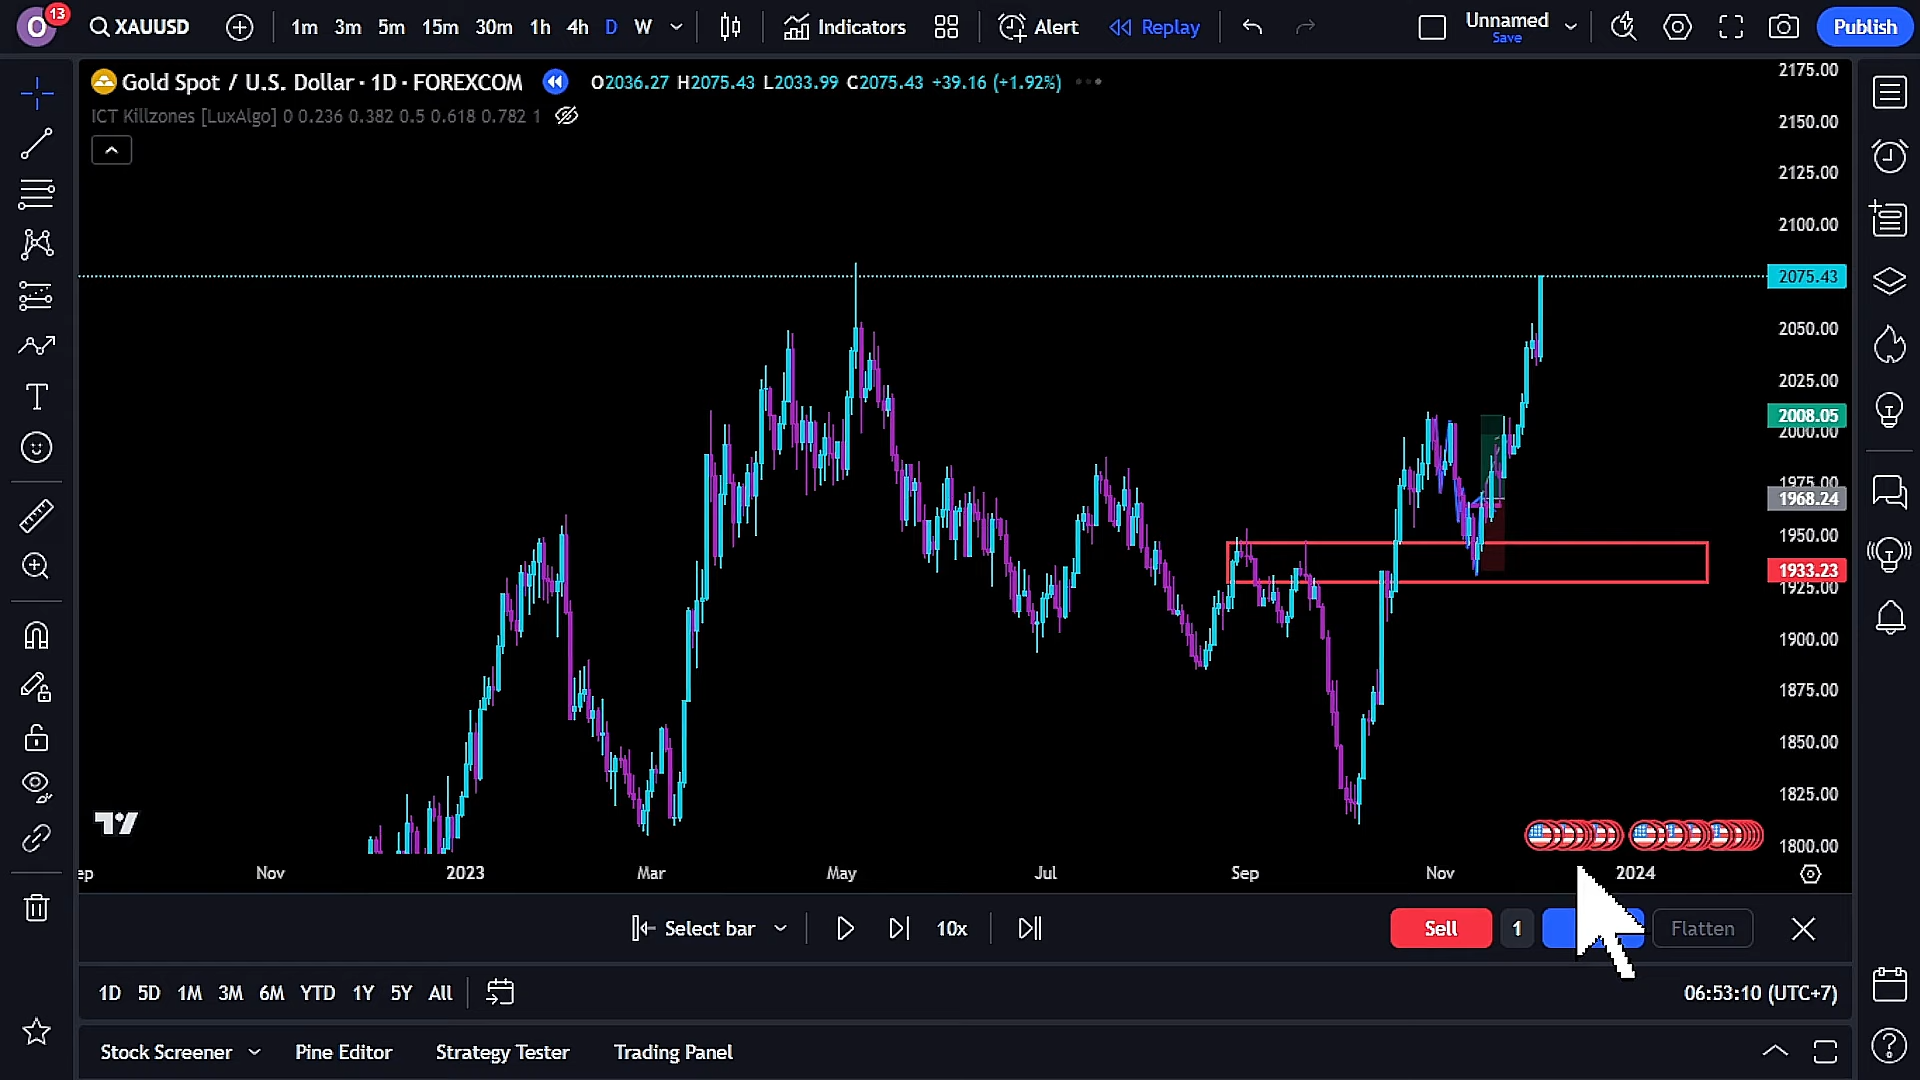 O 13 XAUUSD 1m 3m 5m 15m 30m 1h 4h D W Indicators Alert Replay Unnamed Save Publish
Gold Spot / U.S. Dollar · 1D · FOREXCOM O2036.27 H2075.43 L2033.99 C2075.43 +39.16 (+1.92%)
ICT Killzones [LuxAlgo] 0 0.236 0.382 0.5 0.618 0.782 1
2175.00
2150.00
2125.00
2100.00
2075.43
2050.00
2025.00
2008.05
2000.00
1975.00
1968.24
1950.00
1933.23
1925.00
1900.00
1875.00
1850.00
1825.00
1800.00
ep Nov 2023 Mar May Jul Sep Nov 2024
Select bar 10x Sell 1 Flatten
1D 5D 1M 3M 6M YTD 1Y 5Y All 06:53:10 (UTC+7)
Stock Screener Pine Editor Strategy Tester Trading Panel